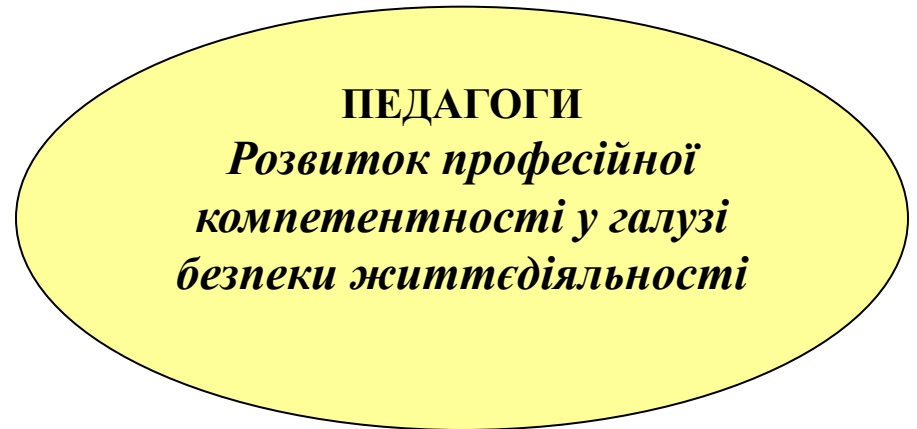 ПЕДАГОГИ
Розвиток професійної
компетентності у галузі
безпеки життєдіяльності